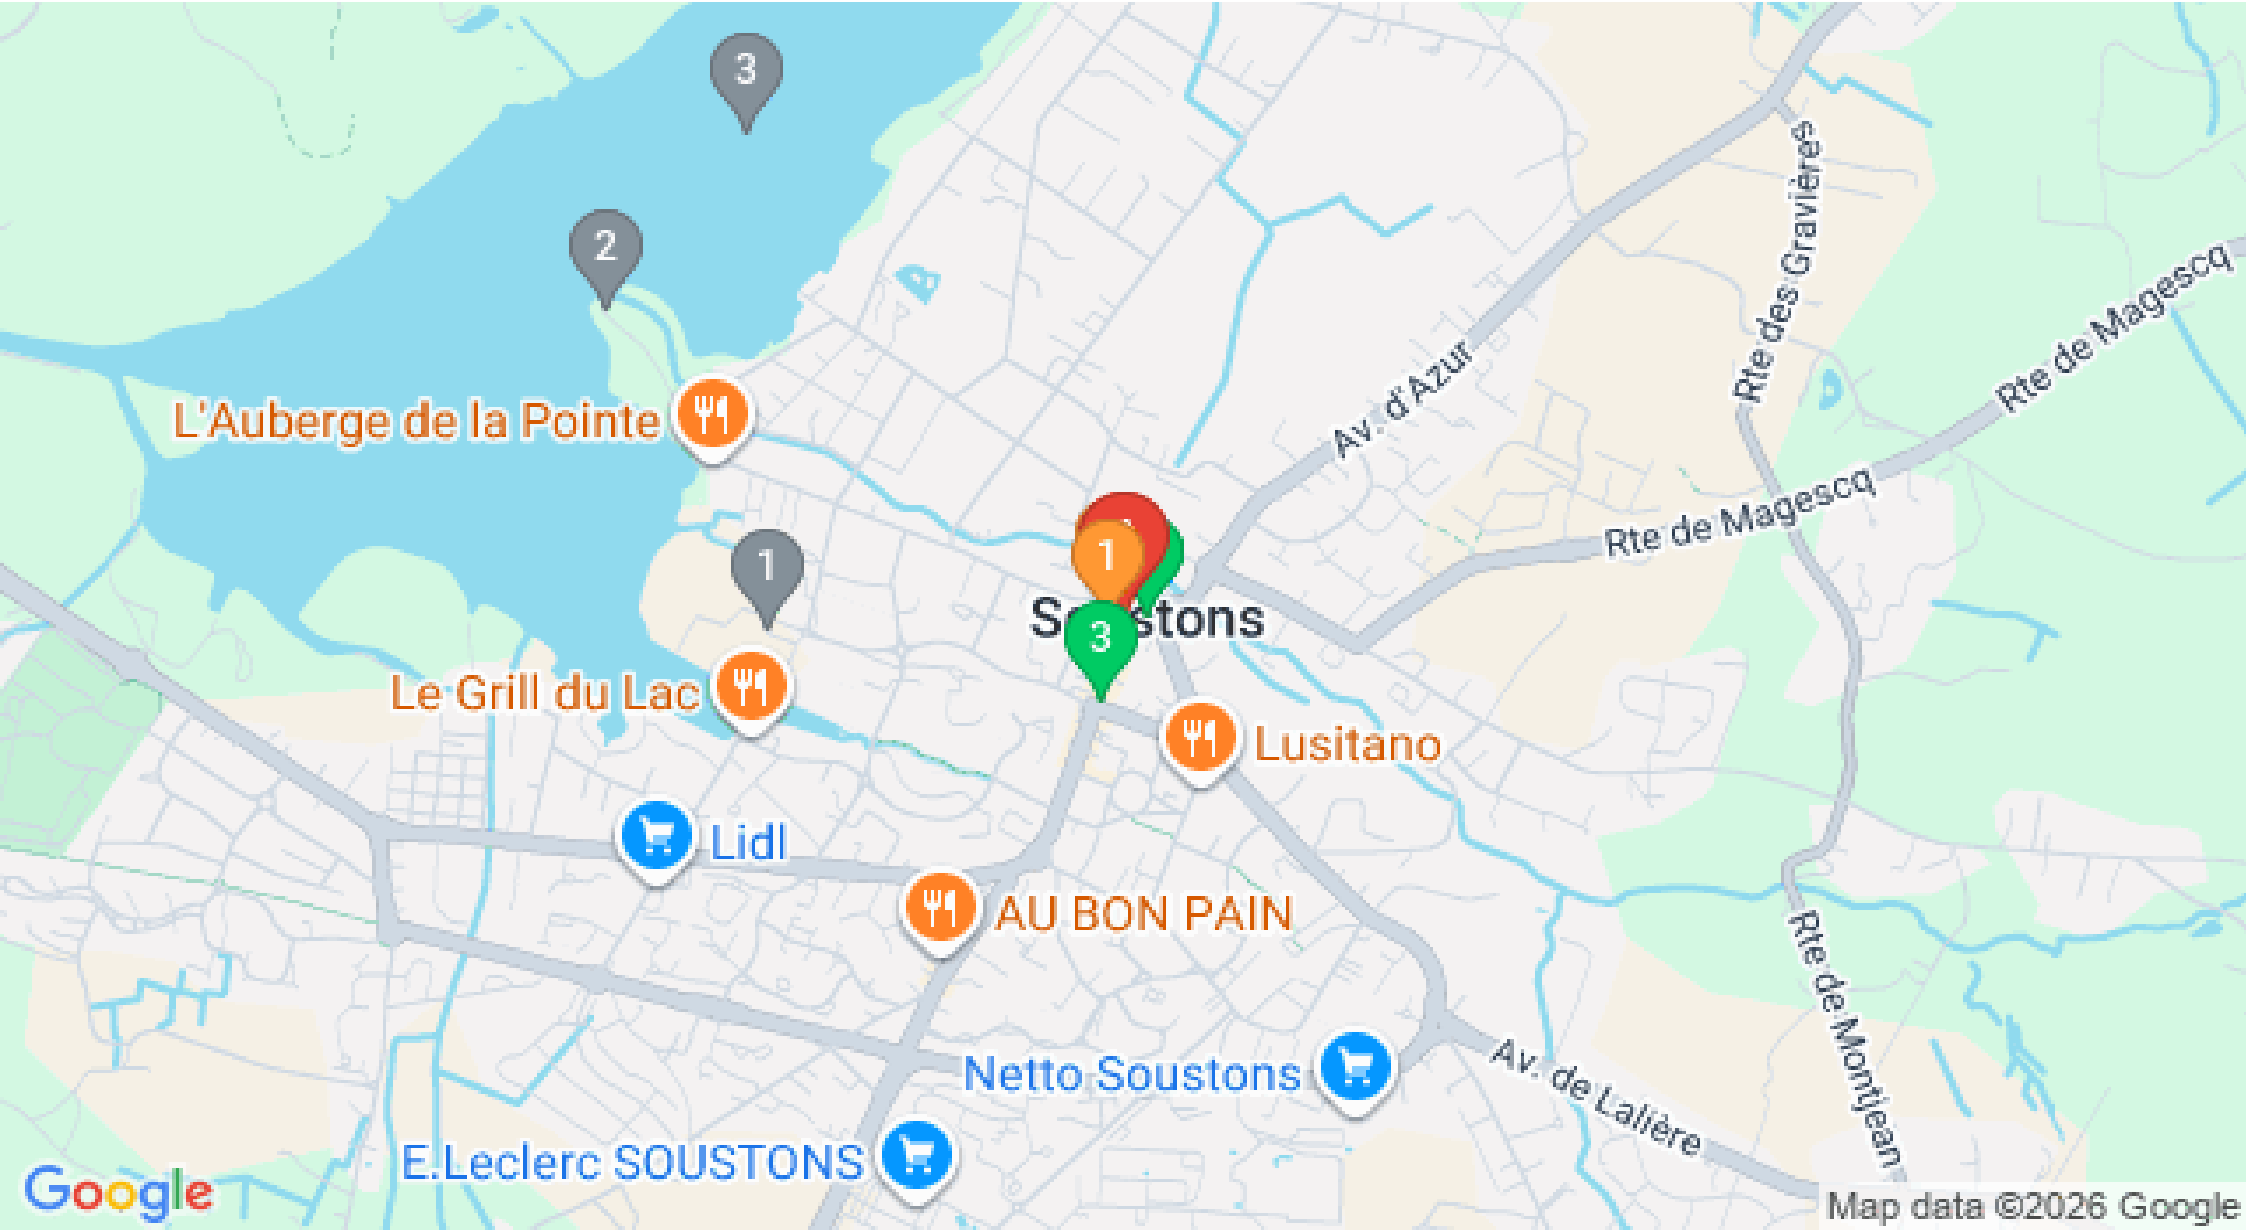 3
2
Rte des Gravières
Rte de Magescq
L'Auberge de la Pointe
Av. d'Azur
Rte de Magescq
1
1
Soustons
3
Le Grill du Lac
Lusitano
Lidl
AU BON PAIN
Rte de Montjean
Netto Soustons
Av. de Lalière
E.Leclerc SOUSTONS
Google
Map data ©2026 Google